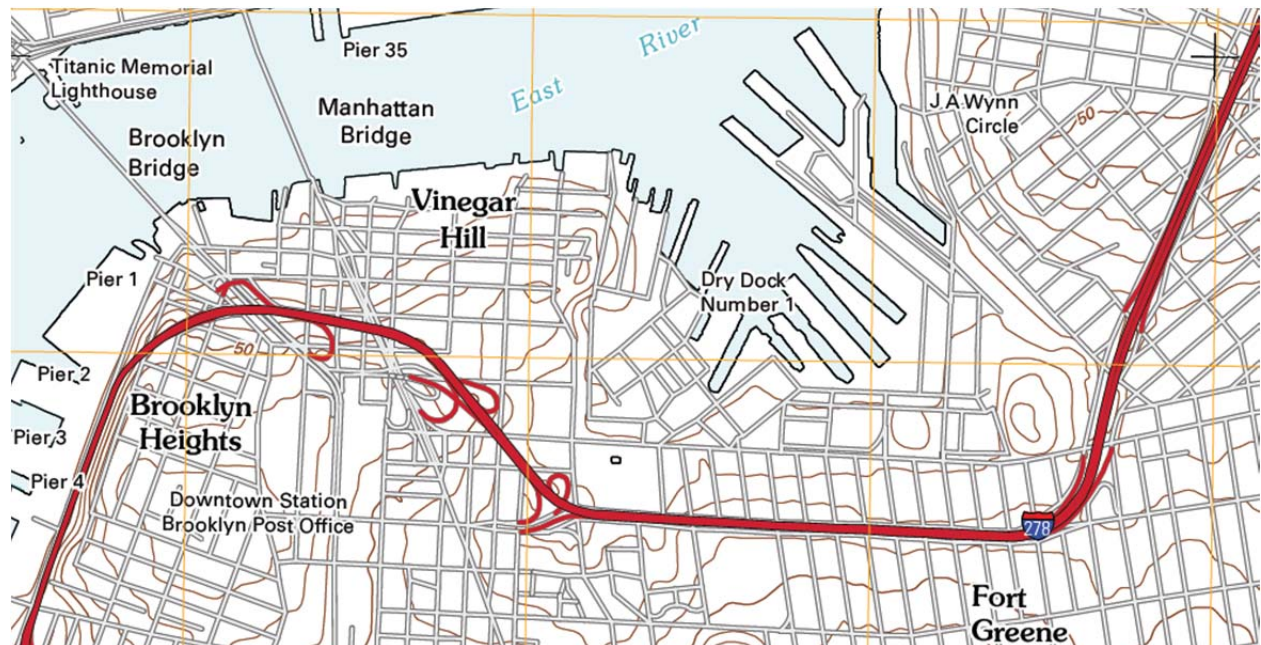 Pier 35
River
Titanic Memorial
Lighthouse
East
Manhattan
Bridge
J A Wynn
Circle
50
Brooklyn
Bridge
Vinegar
Hill
Pier 1
Dry Dock
Number 1
50
Pier 2
Brooklyn
Heights
Pier 3
Pier 4
Downtown Station
Brooklyn Post Office
278
Fort
Greene